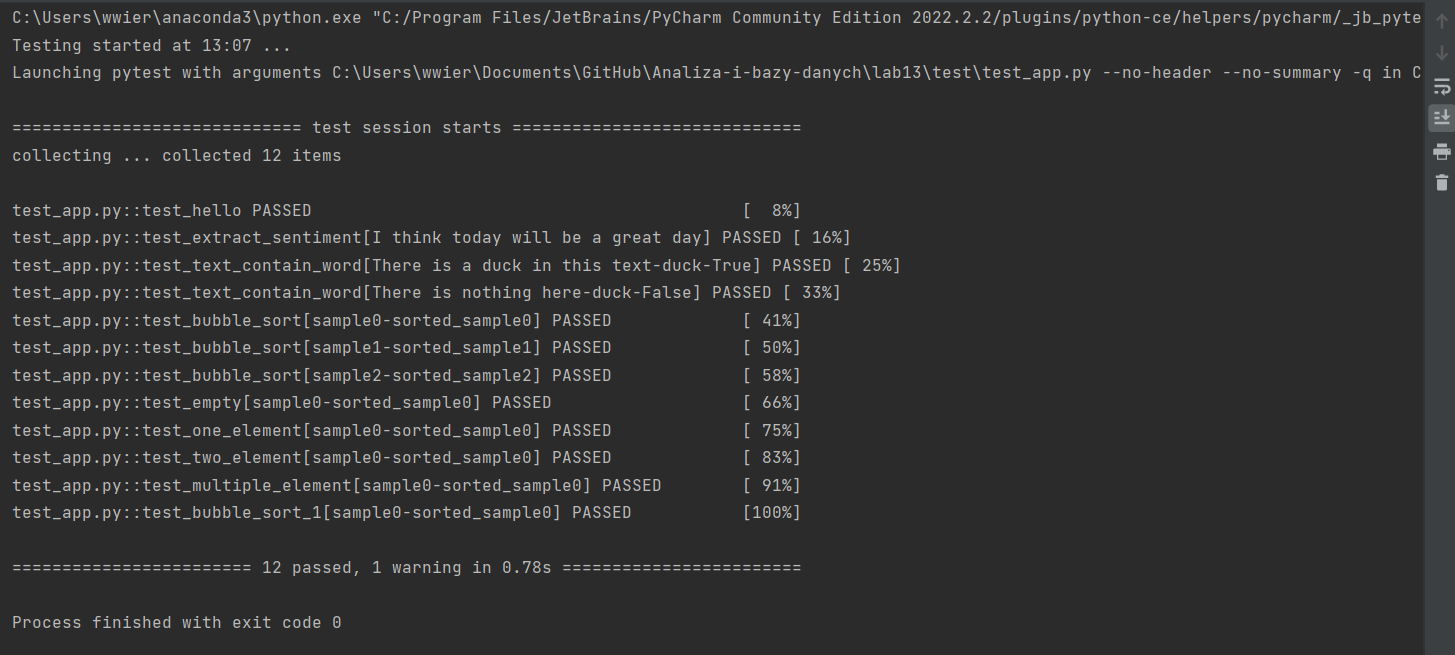 C:\Users\wwier\anaconda3\python.exe "C:/Program Files/JetBrains/PyCharm Community Edition 2022.2.2/plugins/python-ce/helpers/pycharm/_jb_pyte
Testing started at 13:07 ...
Launching pytest with arguments C:\Users\wwier\Documents\GitHub\Analiza-i-bazy-danych\lab13\test\test_app.py --no-header --no-summary -q in C
============================= test session starts =============================
collecting ... collected 12 items
test_app.py::test_hello PASSED                                           [  8%]
test_app.py::test_extract_sentiment[I think today will be a great day] PASSED [ 16%]
test_app.py::test_text_contain_word[There is a duck in this text-duck-True] PASSED [ 25%]
test_app.py::test_text_contain_word[There is nothing here-duck-False] PASSED [ 33%]
test_app.py::test_bubble_sort[sample0-sorted_sample0] PASSED             [ 41%]
test_app.py::test_bubble_sort[sample1-sorted_sample1] PASSED             [ 50%]
test_app.py::test_bubble_sort[sample2-sorted_sample2] PASSED             [ 58%]
test_app.py::test_empty[sample0-sorted_sample0] PASSED                   [ 66%]
test_app.py::test_one_element[sample0-sorted_sample0] PASSED             [ 75%]
test_app.py::test_two_element[sample0-sorted_sample0] PASSED             [ 83%]
test_app.py::test_multiple_element[sample0-sorted_sample0] PASSED        [ 91%]
test_app.py::test_bubble_sort_1[sample0-sorted_sample0] PASSED           [100%]
======================== 12 passed, 1 warning in 0.78s ========================
Process finished with exit code 0